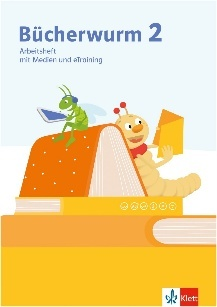 Bücherwurm 2
Arbeitsheft
mit Medien und eTraining
Klett